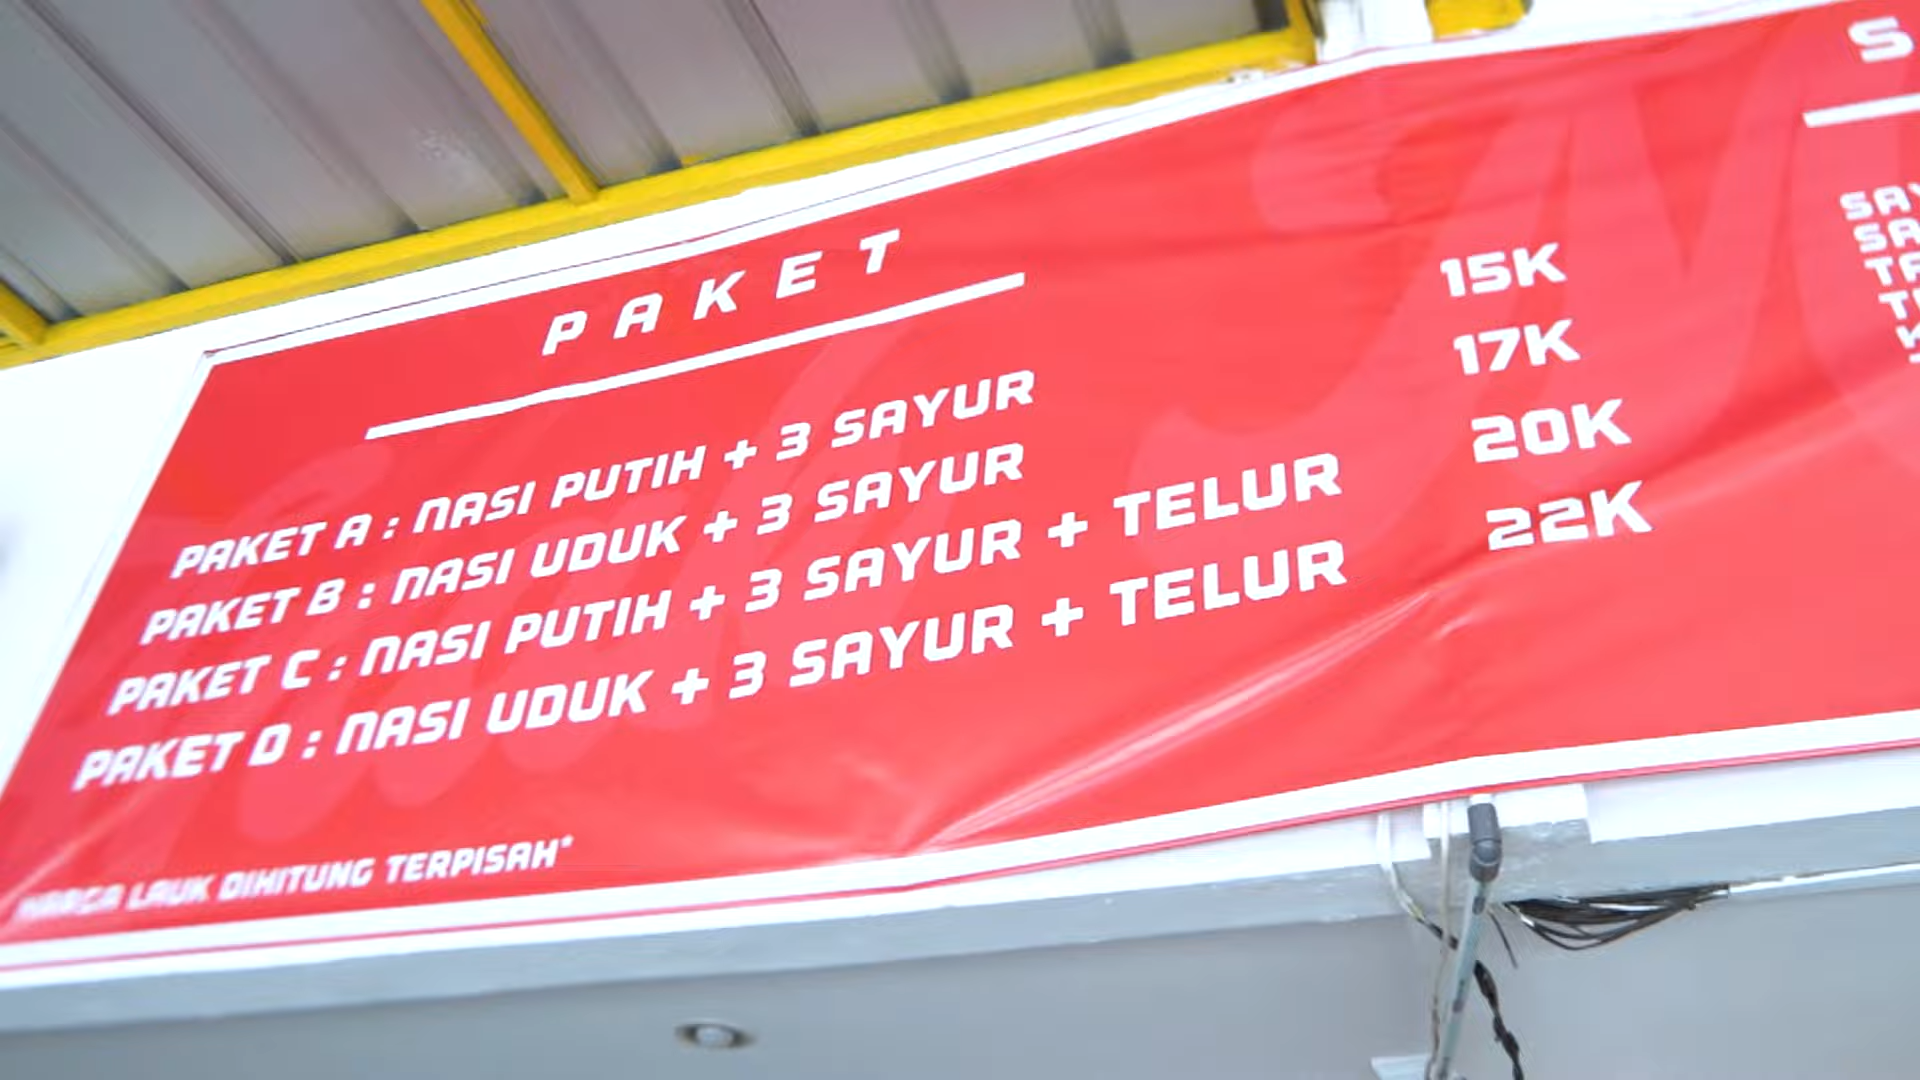 PAKET
PAKET A : NASI PUTIH + 3 SAYUR 15K
PAKET B : NASI UDUK + 3 SAYUR 17K
PAKET C : NASI PUTIH + 3 SAYUR + TELUR 20K
PAKET D : NASI UDUK + 3 SAYUR + TELUR 22K
HARGA LAUK DIHITUNG TERPISAH*